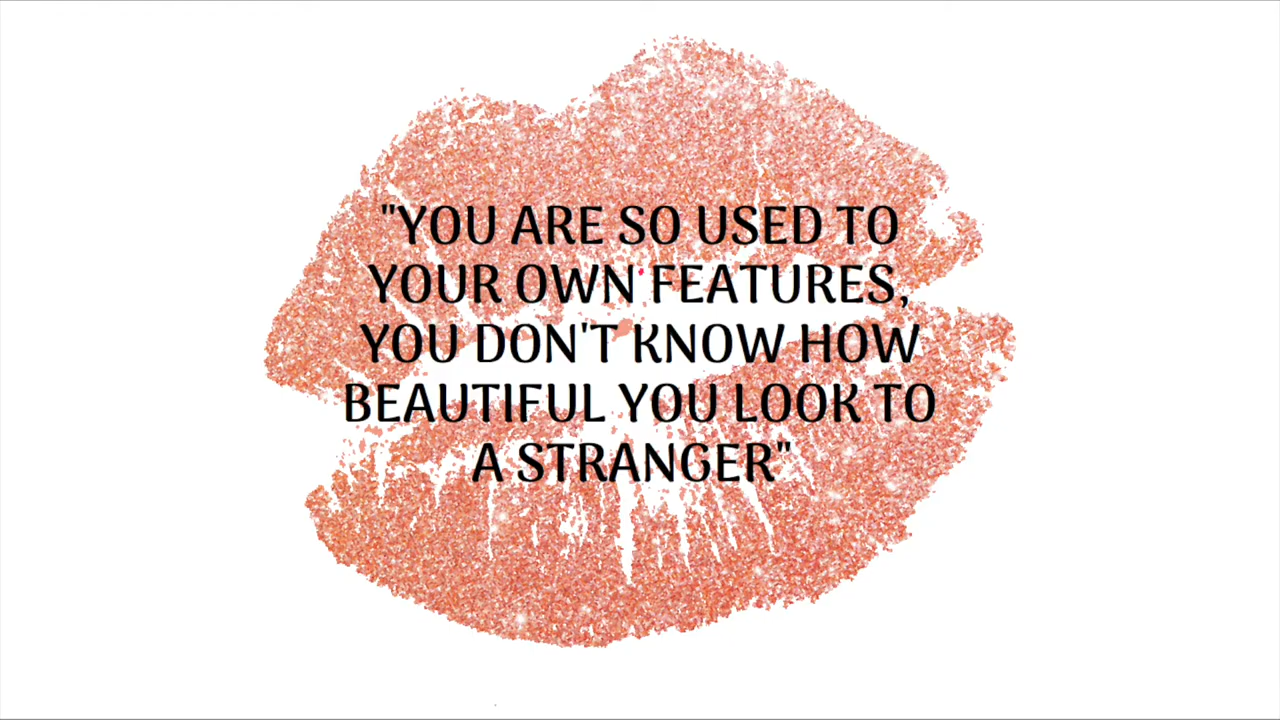 "YOU ARE SO USED TO
YOUR OWN FEATURES,
YOU DON'T KNOW HOW
BEAUTIFUL YOU LOOK TO
A STRANGER"